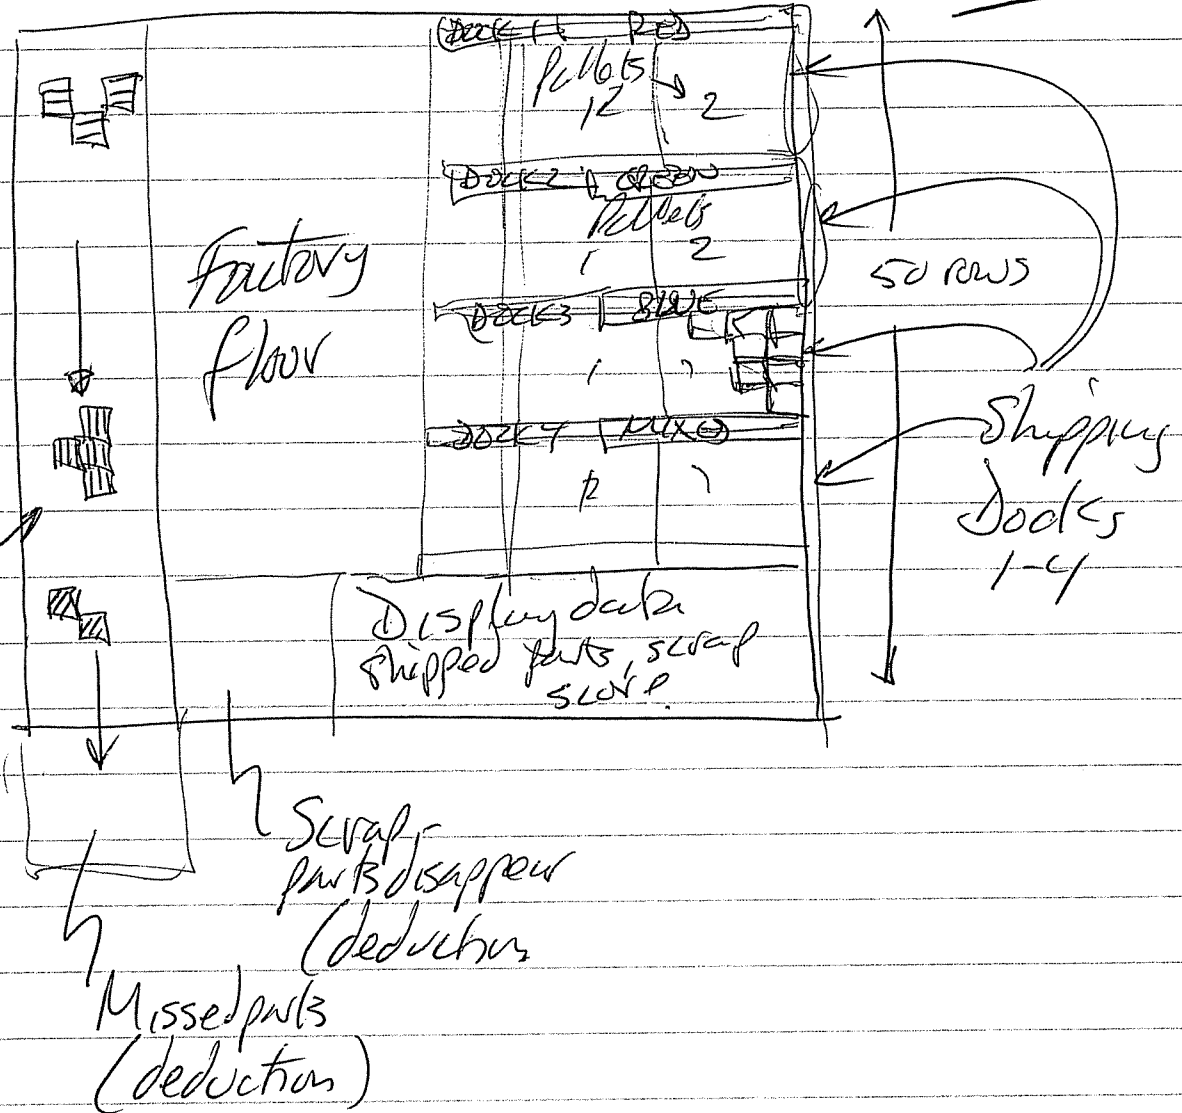 DOCK 1 RED
Pallets
1 2
DOCK 2 GREEN
Pallets
1 2
DOCK 3 BLUE
1
DOCK 4 MIXED
Factory
floor
50 rows
Shipping
Docks
1-4
Display data
shipped parts, scrap
score.
Scrap,
parts disappear
(deduction
Missed parts
(deduction)